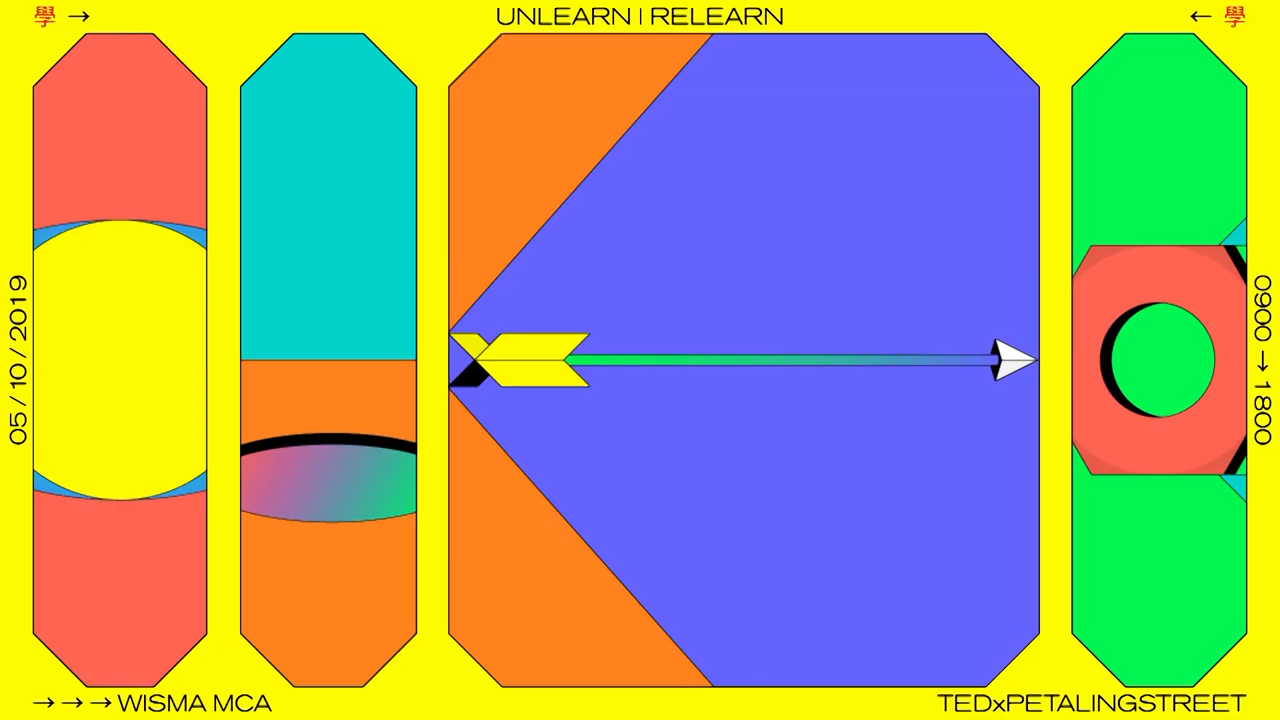 學 →
UNLEARN | RELEARN
← 學
05 / 10 / 2019
0900 → 1800
→ → → WISMA MCA
TEDxPETALINGSTREET